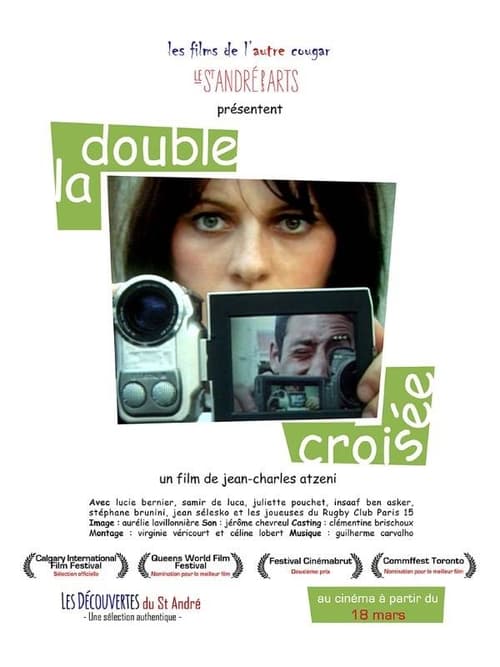 les films de l'autre cougar
LE ST ANDRÉ DES ARTS
présentent
la double
croisée
un film de jean-charles atzeni
Avec lucie bernier, samir de luca, juliette pouchet, insaaf ben asker,
stéphane brunini, jean sélesko et les joueuses du Rugby Club Paris 15
Image : aurélie lavillonnière Son : jérôme chevreul Casting : clémentine brischoux
Montage : virginie véricourt et céline lobert Musique : guilherme carvalho
Calgary International
Film Festival
Sélection officielle
Queens World Film
Festival
Nomination pour le meilleur film
Festival Cinémabrut
Deuxième prix
Commffest Toronto
Nomination pour le meilleur film
LES DÉCOUVERTES du St André
- Une sélection authentique -
au cinéma à partir du
18 mars